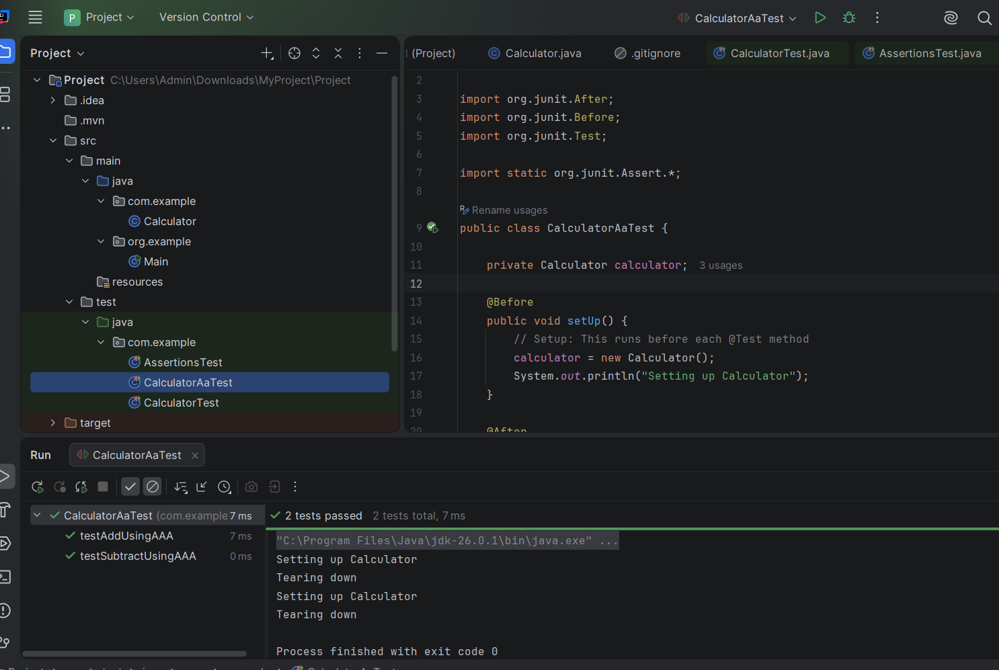 P Project Version Control CalculatorAaTest
Project
Project C:\Users\Admin\Downloads\MyProject\Project
.idea
.mvn
src
main
java
com.example
Calculator
org.example
Main
resources
test
java
com.example
AssertionsTest
CalculatorAaTest
CalculatorTest
target
(Project) Calculator.java .gitignore CalculatorTest.java AssertionsTest.java
2
3 import org.junit.After;
4 import org.junit.Before;
5 import org.junit.Test;
6
7 import static org.junit.Assert.*;
8
Rename usages
9 public class CalculatorAaTest {
10
11 private Calculator calculator; 3 usages
12
13 @Before
14 public void setUp() {
15 // Setup: This runs before each @Test method
16 calculator = new Calculator();
17 System.out.println("Setting up Calculator");
18 }
19
20 @After
Run CalculatorAaTest
CalculatorAaTest (com.example 7 ms
testAddUsingAAA 7 ms
testSubtractUsingAAA 0 ms
2 tests passed 2 tests total, 7 ms
"C:\Program Files\Java\jdk-26.0.1\bin\java.exe" ...
Setting up Calculator
Tearing down
Setting up Calculator
Tearing down
Process finished with exit code 0